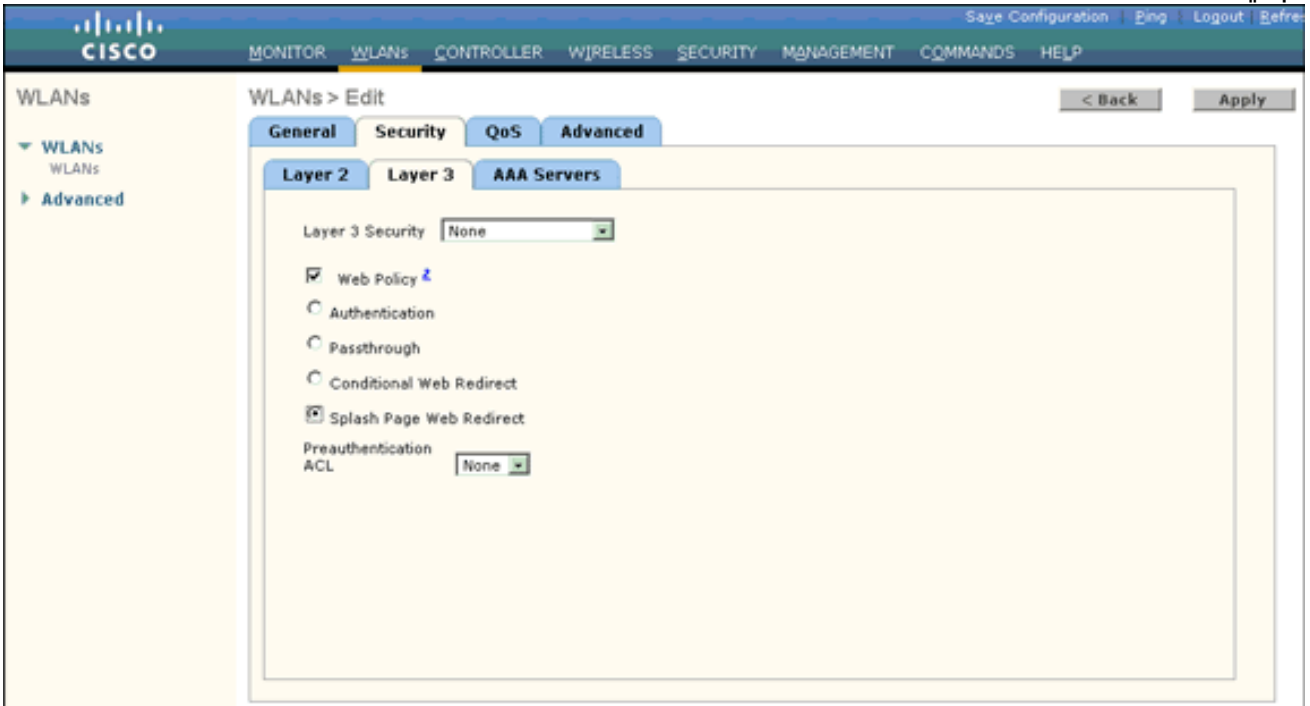 Save Configuration | Ping | Logout | Refre
CISCO
MONITOR WLANs CONTROLLER WIRELESS SECURITY MANAGEMENT COMMANDS HELP
WLANs
WLANs > Edit
< Back
Apply
General
Security
QoS
Advanced
WLANs
WLANs
Advanced
Layer 2
Layer 3
AAA Servers
Layer 3 Security None
Web Policy 2
Authentication
Passthrough
Conditional Web Redirect
Splash Page Web Redirect
Preauthentication
ACL None